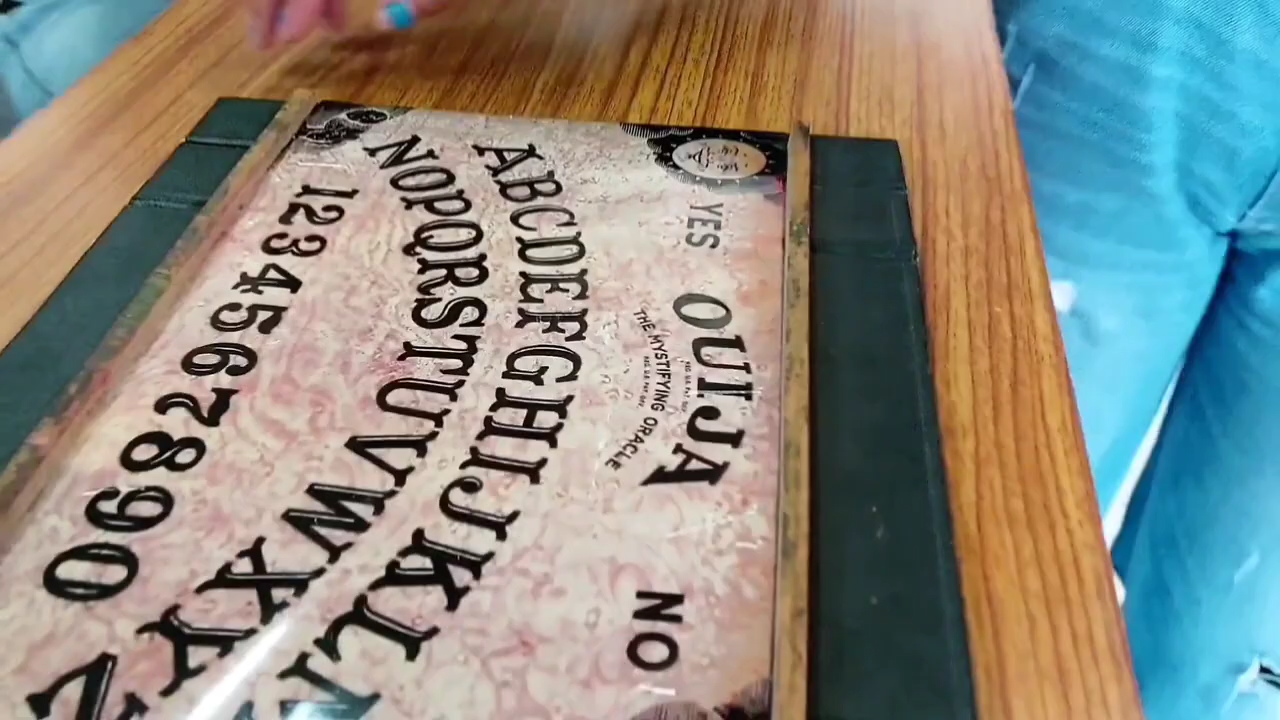 YES
OUIJA
NO
THE MYSTIFYING ORACLE
ABCDEFGHIJKLM
NOPQRSTUVWXYZ
1234567890